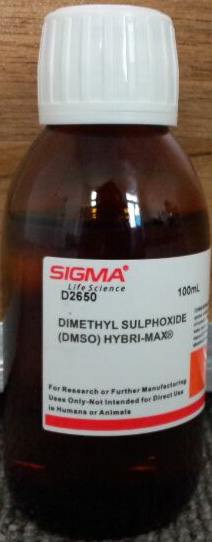 SIGMA®
Life Science
D2650 100mL
DIMETHYL SULPHOXIDE
(DMSO) HYBRI-MAX®
For Research or Further Manufacturing
Uses Only-Not Intended for Direct Use
in Humans or Animals